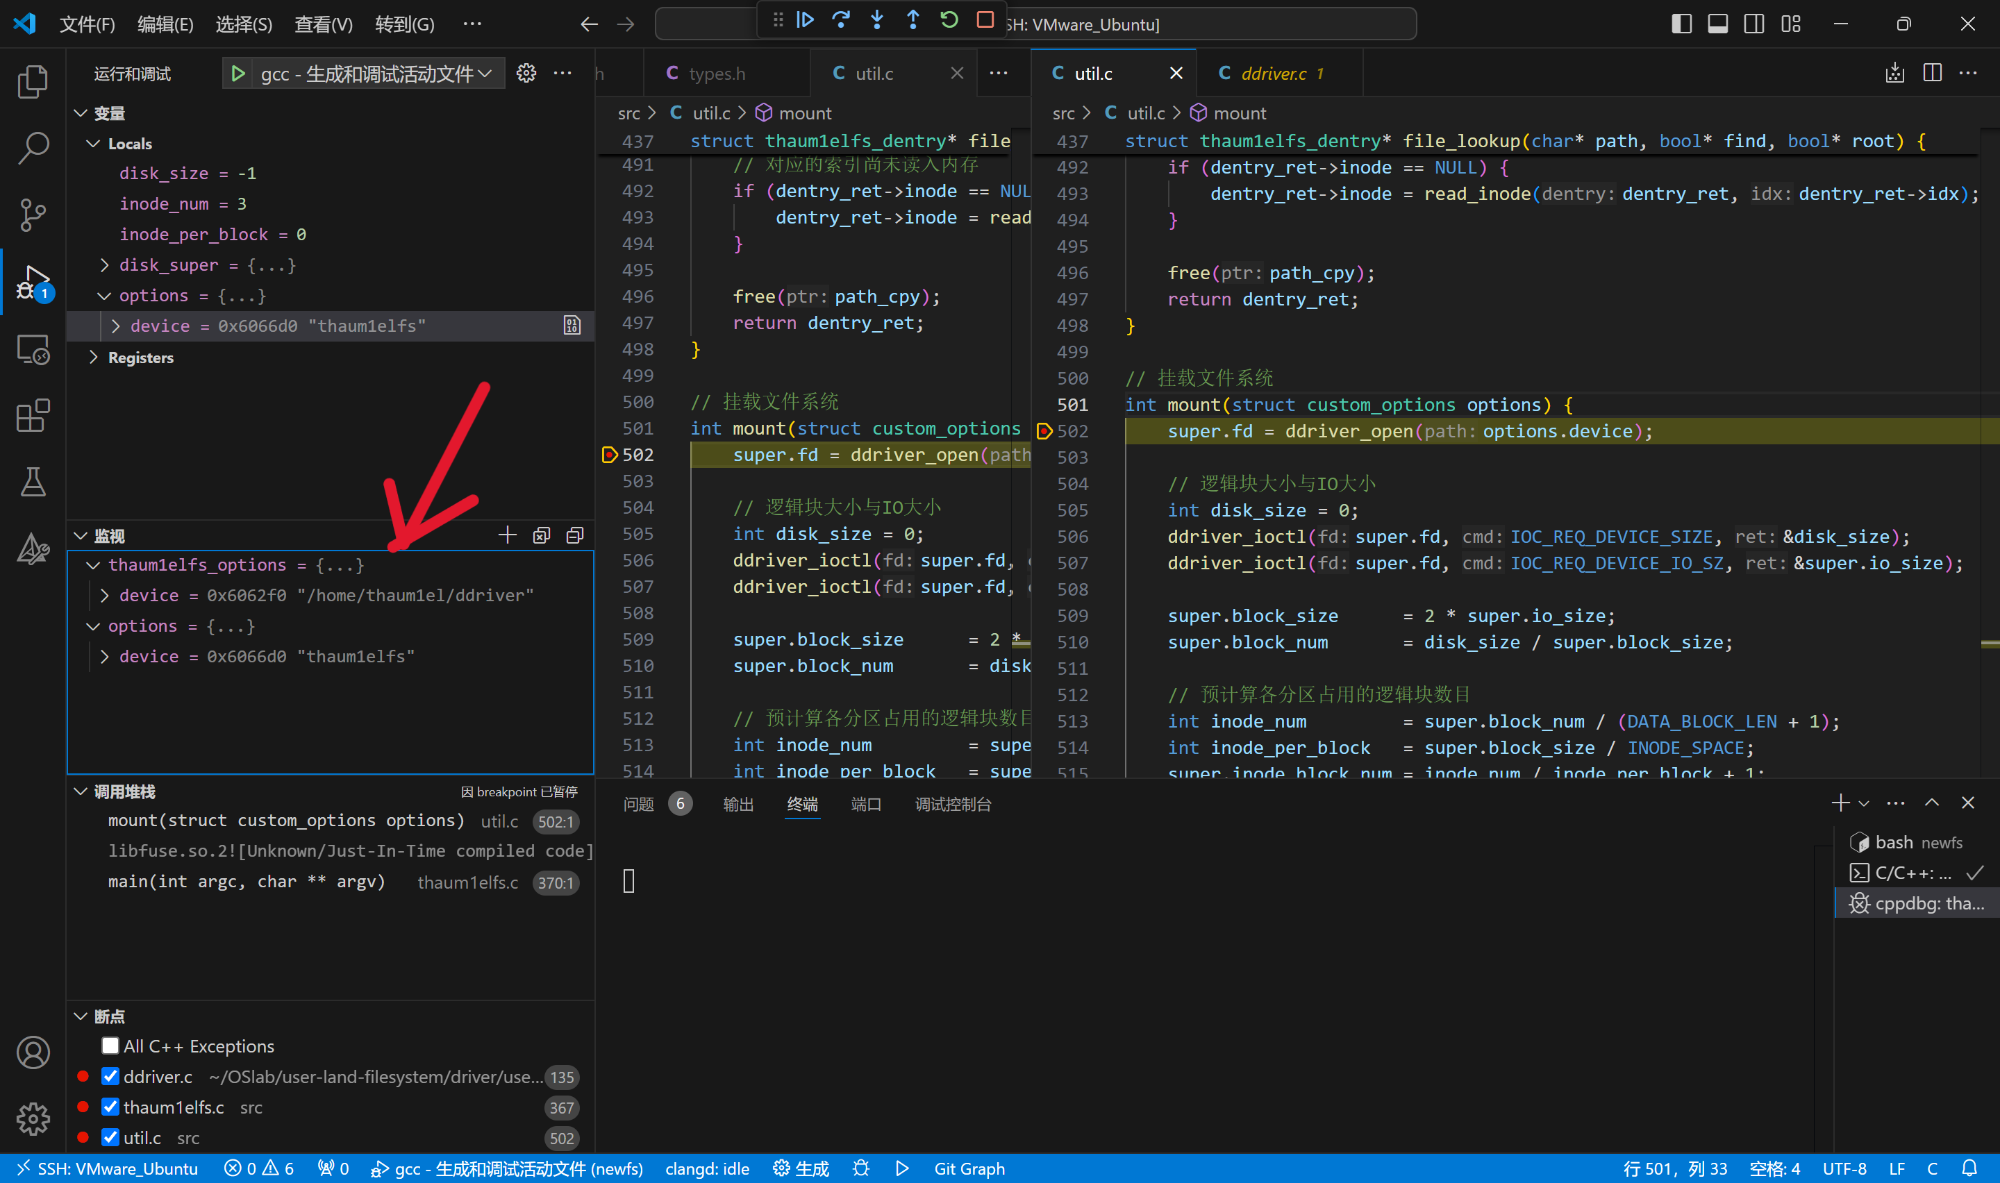 文件(F) 编辑(E) 选择(S) 查看(V) 转到(G) ··· SH: VMware_Ubuntu]
运行和调试 gcc - 生成和调试活动文件 ···
变量
Locals
disk_size = -1
inode_num = 3
inode_per_block = 0
disk_super = {...}
options = {...}
device = 0x6066d0 "thaum1elfs"
Registers
监视
thaum1elfs_options = {...}
device = 0x6062f0 "/home/thaum1el/ddriver"
options = {...}
device = 0x6066d0 "thaum1elfs"
调用堆栈 因 breakpoint 已暂停
mount(struct custom_options options) util.c 502:1
libfuse.so.2![Unknown/Just-In-Time compiled code]
main(int argc, char ** argv) thaum1elfs.c 370:1
断点
All C++ Exceptions
ddriver.c ~/OSlab/user-land-filesystem/driver/use... 135
thaum1elfs.c src 367
util.c src 502
h C types.h C util.c ···
src > C util.c > mount
437 struct thaum1elfs_dentry* file
491 // 对应的索引尚未读入内存
492 if (dentry_ret->inode == NUL
493 dentry_ret->inode = read
494 }
495
496 free(ptr: path_cpy);
497 return dentry_ret;
498 }
499
500 // 挂载文件系统
501 int mount(struct custom_options
502 super.fd = ddriver_open(path
503
504 // 逻辑块大小与IO大小
505 int disk_size = 0;
506 ddriver_ioctl(fd: super.fd,
507 ddriver_ioctl(fd: super.fd,
508
509 super.block_size = 2 *
510 super.block_num = disk
511
512 // 预计算各分区占用的逻辑块数目
513 int inode_num = supe
514 int inode_per_block = supe
C util.c C ddriver.c 1 ···
src > C util.c > mount
437 struct thaum1elfs_dentry* file_lookup(char* path, bool* find, bool* root) {
492 if (dentry_ret->inode == NULL) {
493 dentry_ret->inode = read_inode(dentry: dentry_ret, idx: dentry_ret->idx);
494 }
495
496 free(ptr: path_cpy);
497 return dentry_ret;
498 }
499
500 // 挂载文件系统
501 int mount(struct custom_options options) {
502 super.fd = ddriver_open(path: options.device);
503
504 // 逻辑块大小与IO大小
505 int disk_size = 0;
506 ddriver_ioctl(fd: super.fd, cmd: IOC_REQ_DEVICE_SIZE, ret: &disk_size);
507 ddriver_ioctl(fd: super.fd, cmd: IOC_REQ_DEVICE_IO_SZ, ret: &super.io_size);
508
509 super.block_size = 2 * super.io_size;
510 super.block_num = disk_size / super.block_size;
511
512 // 预计算各分区占用的逻辑块数目
513 int inode_num = super.block_num / (DATA_BLOCK_LEN + 1);
514 int inode_per_block = super.block_size / INODE_SPACE;
515 super.inode_block_num = inode_num / inode_per_block + 1;
问题 6 输出 终端 端口 调试控制台 ···
bash newfs
C/C++: ...
cppdbg: tha...
1
SSH: VMware_Ubuntu 0 6 0 gcc - 生成和调试活动文件 (newfs) clangd: idle 生成 Git Graph 行 501，列 33 空格: 4 UTF-8 LF C